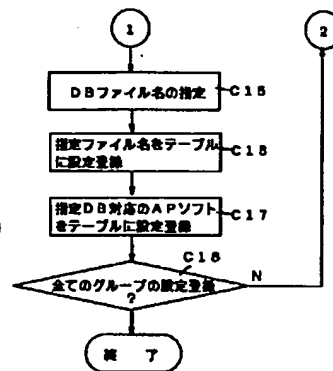 1
2
DBファイル名の指定
C15
指定ファイル名をテーブル
に設定登録
C16
指定DB対応のAPソフト
をテーブルに設定登録
C17
C18
全てのグループの設定登録
?
N
終 了